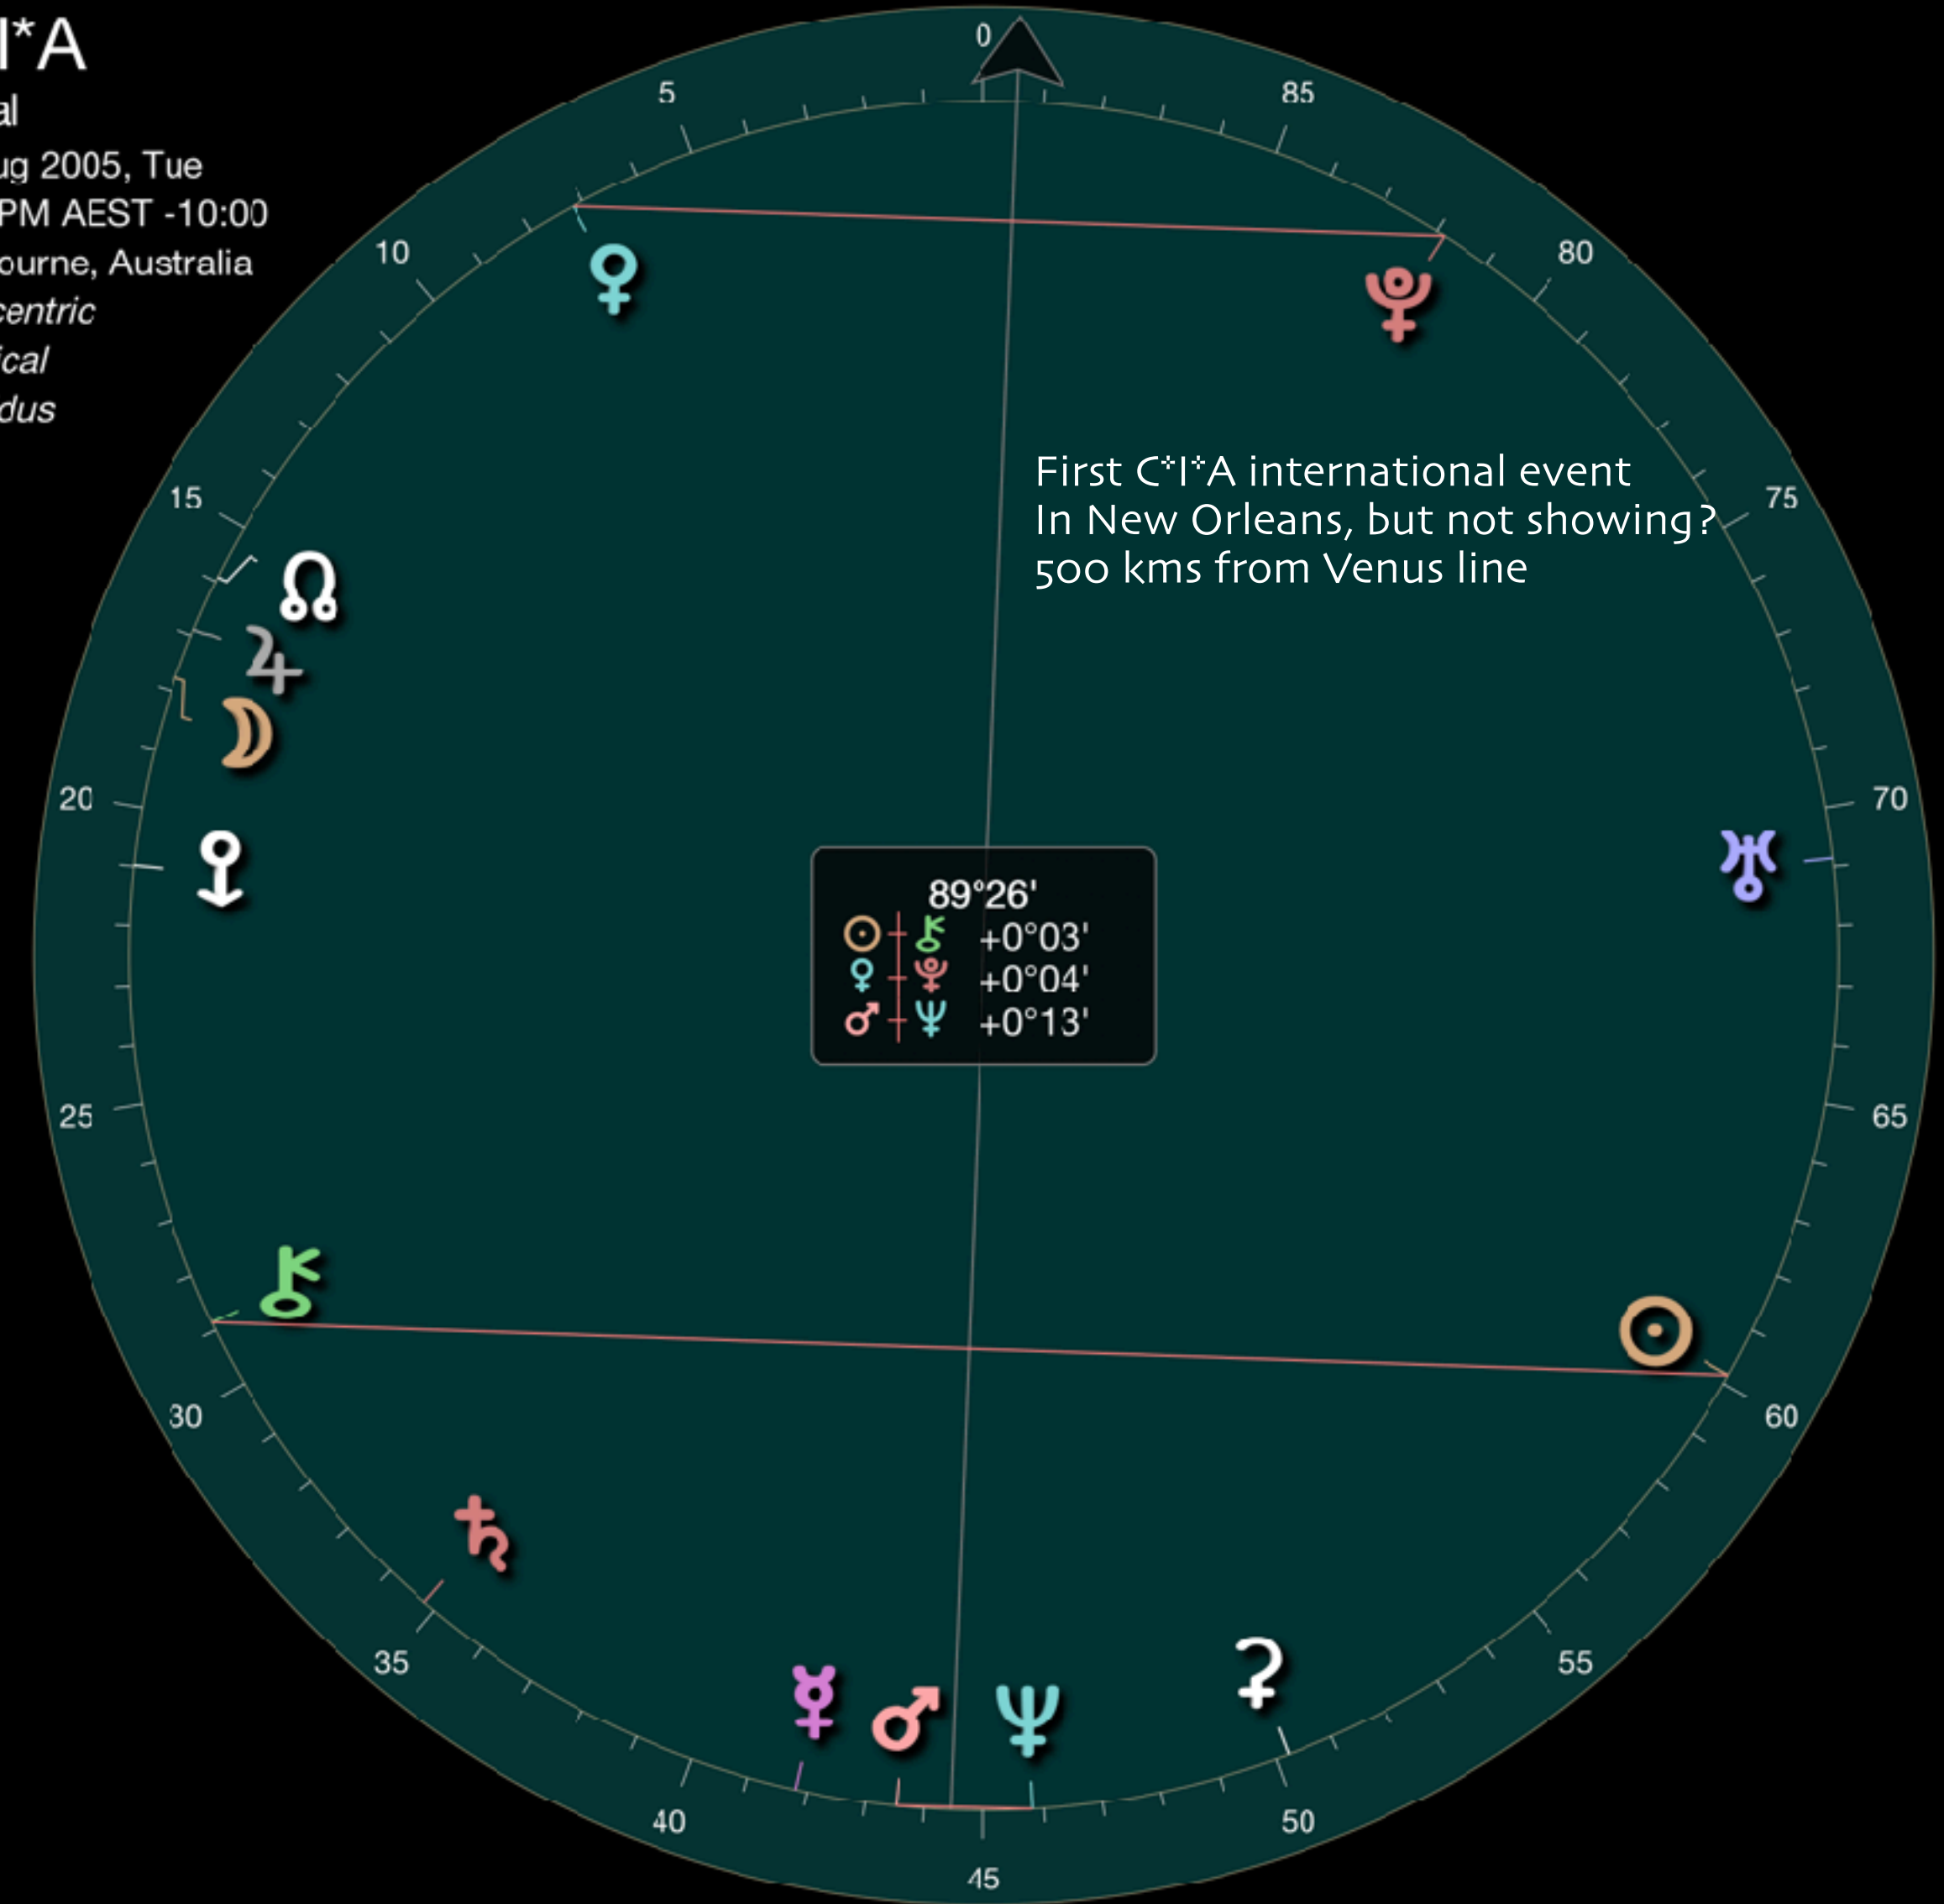 I*A
al
ug 2005, Tue
PM AEST -10:00
ourne, Australia
centric
ical
dus
0
5
85
10
80
15
75
20
70
25
65
30
60
35
55
40
50
45
First C*I*A international event
In New Orleans, but not showing?
500 kms from Venus line
89°26'
+0°03'
+0°04'
+0°13'